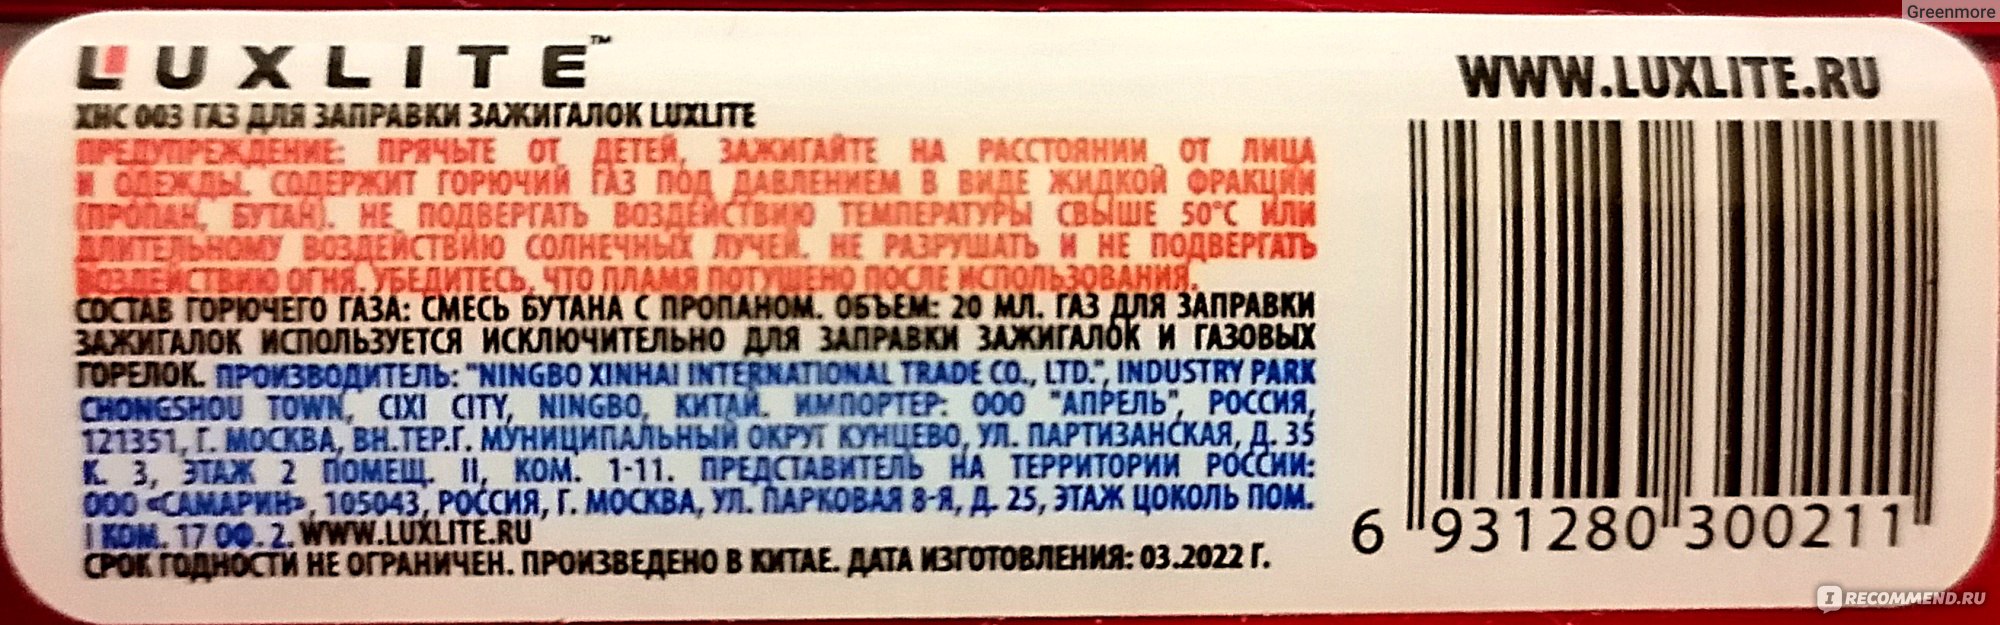 Greenmore
LUXLITE™
XHC 003 ГАЗ ДЛЯ ЗАПРАВКИ ЗАЖИГАЛОК LUXLITE
ПРЕДУПРЕЖДЕНИЕ: ПРЯЧЬТЕ ОТ ДЕТЕЙ, ЗАЖИГАЙТЕ НА РАССТОЯНИИ ОТ ЛИЦА
И ОДЕЖДЫ. СОДЕРЖИТ ГОРЮЧИЙ ГАЗ ПОД ДАВЛЕНИЕМ В ВИДЕ ЖИДКОЙ ФРАКЦИИ
(ПРОПАН, БУТАН). НЕ ПОДВЕРГАТЬ ВОЗДЕЙСТВИЮ ТЕМПЕРАТУРЫ СВЫШЕ 50°С ИЛИ
ДЛИТЕЛЬНОМУ ВОЗДЕЙСТВИЮ СОЛНЕЧНЫХ ЛУЧЕЙ. НЕ РАЗРУШАТЬ И НЕ ПОДВЕРГАТЬ
ВОЗДЕЙСТВИЮ ОГНЯ. УБЕДИТЕСЬ, ЧТО ПЛАМЯ ПОТУШЕНО ПОСЛЕ ИСПОЛЬЗОВАНИЯ.
СОСТАВ ГОРЮЧЕГО ГАЗА: СМЕСЬ БУТАНА С ПРОПАНОМ. ОБЪЕМ: 20 МЛ. ГАЗ ДЛЯ ЗАПРАВКИ
ЗАЖИГАЛОК ИСПОЛЬЗУЕТСЯ ИСКЛЮЧИТЕЛЬНО ДЛЯ ЗАПРАВКИ ЗАЖИГАЛОК И ГАЗОВЫХ
ГОРЕЛОК. ПРОИЗВОДИТЕЛЬ: "NINGBO XINHAI INTERNATIONAL TRADE CO., LTD.", INDUSTRY PARK
CHONGSHOU TOWN, CIXI CITY, NINGBO, КИТАЙ. ИМПОРТЕР: ООО "АПРЕЛЬ", РОССИЯ,
121351, Г. МОСКВА, ВН.ТЕР.Г. МУНИЦИПАЛЬНЫЙ ОКРУГ КУНЦЕВО, УЛ. ПАРТИЗАНСКАЯ, Д. 35
К. 3, ЭТАЖ 2 ПОМЕЩ. II, КОМ. 1-11. ПРЕДСТАВИТЕЛЬ НА ТЕРРИТОРИИ РОССИИ:
ООО «САМАРИН», 105043, РОССИЯ, Г. МОСКВА, УЛ. ПАРКОВАЯ 8-Я, Д. 25, ЭТАЖ ЦОКОЛЬ ПОМ.
I КОМ. 17 ОФ. 2. WWW.LUXLITE.RU
СРОК ГОДНОСТИ НЕ ОГРАНИЧЕН. ПРОИЗВЕДЕНО В КИТАЕ. ДАТА ИЗГОТОВЛЕНИЯ: 03.2022 Г.
WWW.LUXLITE.RU
6 931280 300211
IRECOMMEND.RU